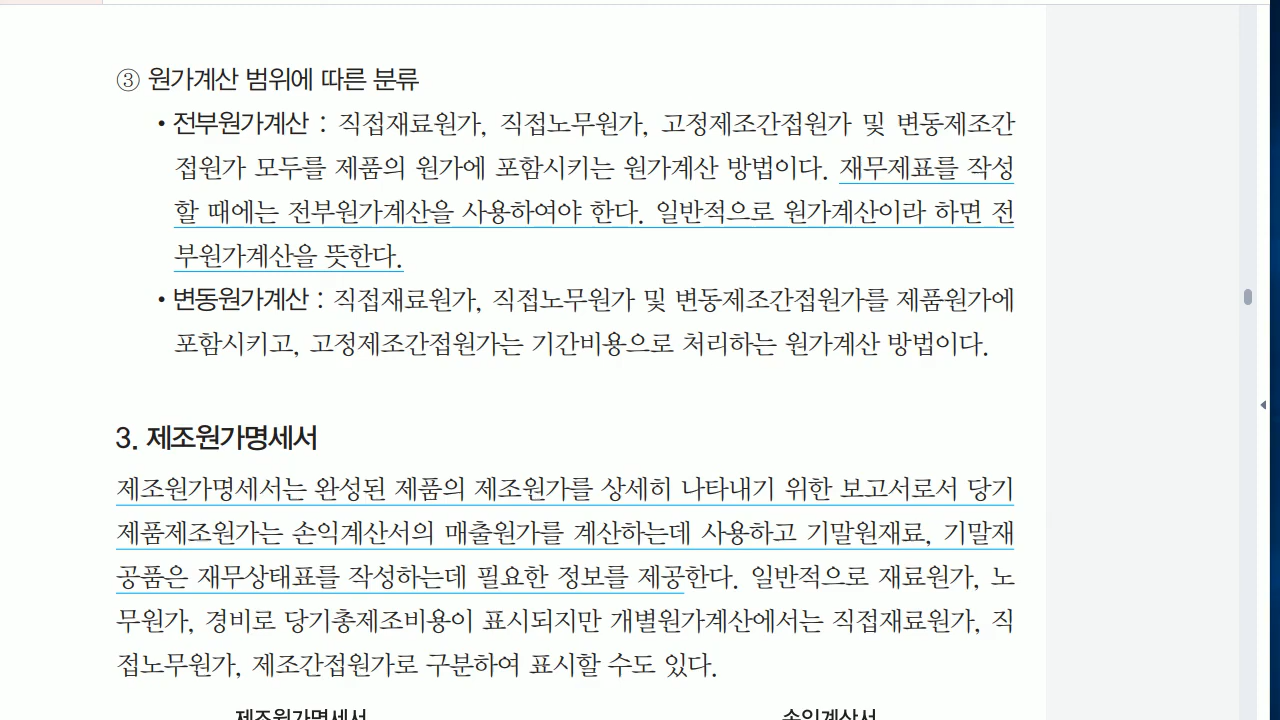 ③ 원가계산 범위에 따른 분류
• 전부원가계산 : 직접재료원가, 직접노무원가, 고정제조간접원가 및 변동제조간
접원가 모두를 제품의 원가에 포함시키는 원가계산 방법이다. 재무제표를 작성
할 때에는 전부원가계산을 사용하여야 한다. 일반적으로 원가계산이라 하면 전
부원가계산을 뜻한다.
• 변동원가계산 : 직접재료원가, 직접노무원가 및 변동제조간접원가를 제품원가에
포함시키고, 고정제조간접원가는 기간비용으로 처리하는 원가계산 방법이다.
3. 제조원가명세서
제조원가명세서는 완성된 제품의 제조원가를 상세히 나타내기 위한 보고서로서 당기
제품제조원가는 손익계산서의 매출원가를 계산하는데 사용하고 기말원재료, 기말재
공품은 재무상태표를 작성하는데 필요한 정보를 제공한다. 일반적으로 재료원가, 노
무원가, 경비로 당기총제조비용이 표시되지만 개별원가계산에서는 직접재료원가, 직
접노무원가, 제조간접원가로 구분하여 표시할 수도 있다.
제조원가명세서 손익계산서